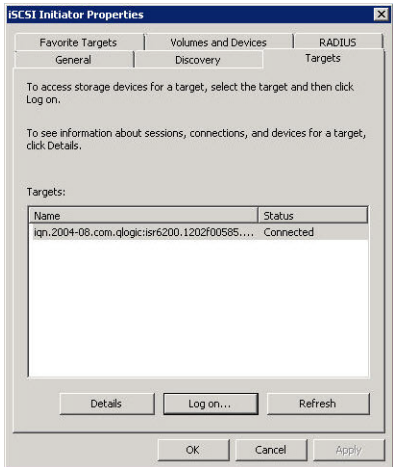 iSCSI Initiator Properties
Favorite Targets
Volumes and Devices
RADIUS
General
Discovery
Targets
To access storage devices for a target, select the target and then click
Log on.
To see information about sessions, connections, and devices for a target,
click Details.
Targets:
Name
Status
iqn.2004-08.com.qlogic:isr6200.1202f00585....
Connected
Details
Log on...
Refresh
OK
Cancel
Apply